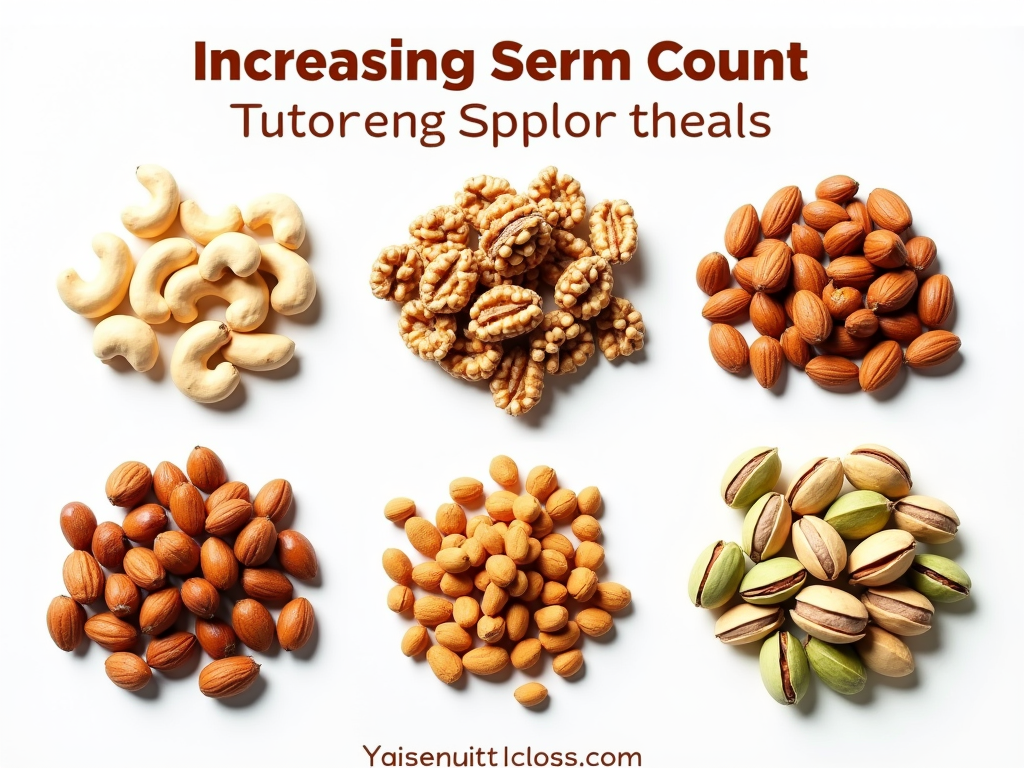 Increasing Serm Count
Tutoreng Spplor theals
Yaisenuitt Icloss.com